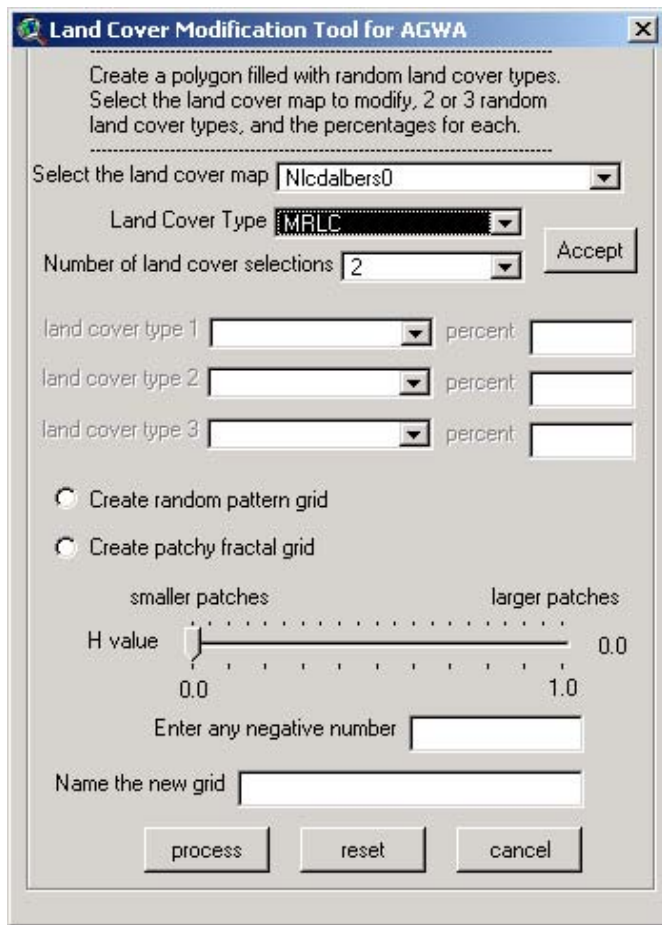 Land Cover Modification Tool for AGWA
Create a polygon filled with random land cover types.
Select the land cover map to modify, 2 or 3 random
land cover types, and the percentages for each.
Select the land cover map Nlcdalbers0
Land Cover Type MRLC
Accept
Number of land cover selections 2
land cover type 1 percent
land cover type 2 percent
land cover type 3 percent
Create random pattern grid
Create patchy fractal grid
smaller patches larger patches
H value 0.0
0.0 1.0
Enter any negative number
Name the new grid
process reset cancel